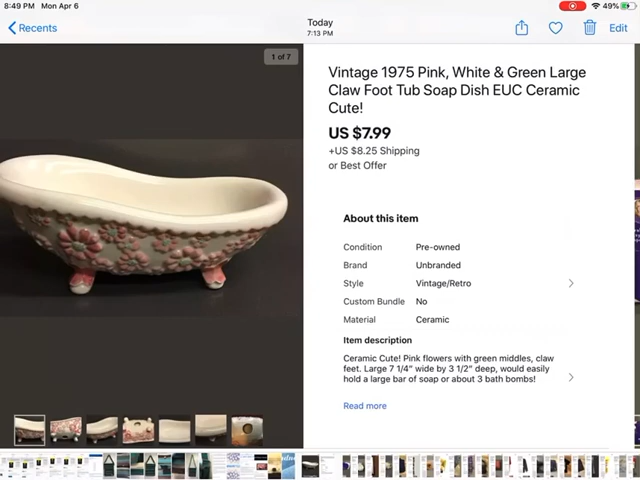 8:49 PM Mon Apr 6
49%
Recents
Today
7:13 PM
Edit
1 of 7
Vintage 1975 Pink, White & Green Large
Claw Foot Tub Soap Dish EUC Ceramic
Cute!
US $7.99
+US $8.25 Shipping
or Best Offer
About this item
Condition Pre-owned
Brand Unbranded
Style Vintage/Retro
Custom Bundle No
Material Ceramic
Item description
Ceramic Cute! Pink flowers with green middles, claw
feet. Large 7 1/4" wide by 3 1/2" deep, would easily
hold a large bar of soap or about 3 bath bombs!
Read more